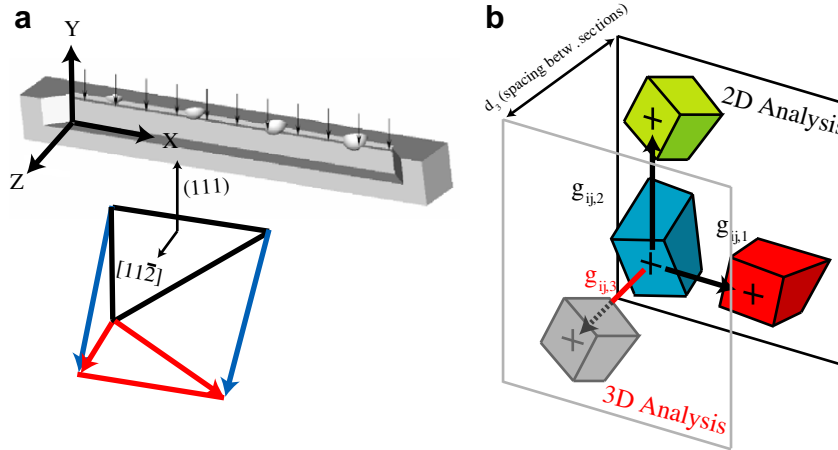 a
Y
X
Z
(111)
[112̅]
b
d3 (spacing betw. sections)
2D Analysis
gij,2
gij,1
gij,3
3D Analysis